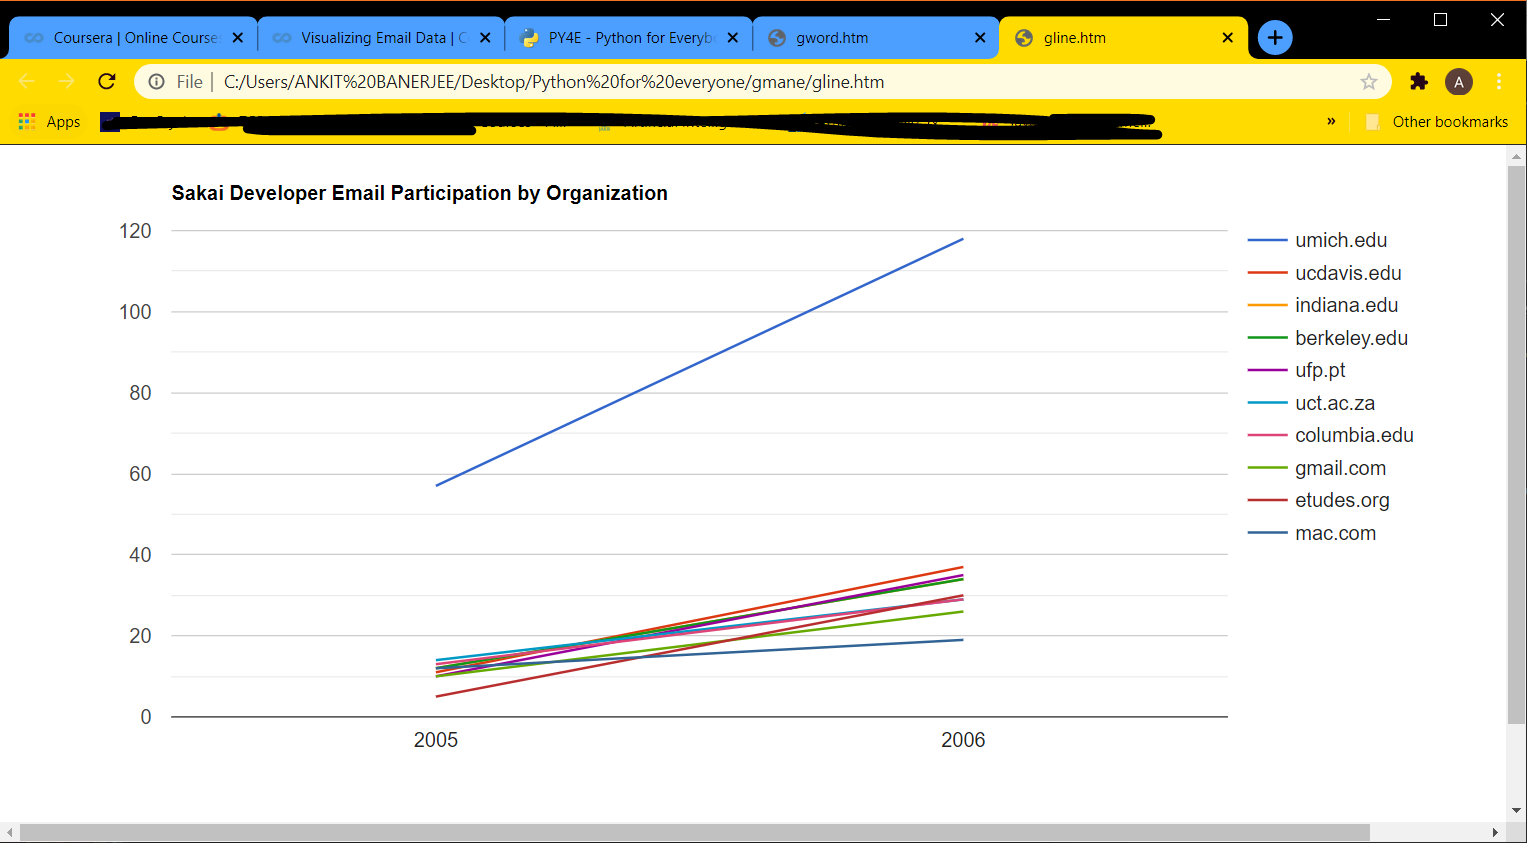 Coursera | Online Course
Visualizing Email Data | C
PY4E - Python for Everyb
gword.htm
gline.htm
File | C:/Users/ANKIT%20BANERJEE/Desktop/Python%20for%20everyone/gmane/gline.htm
A
Apps
»
Other bookmarks
Sakai Developer Email Participation by Organization
120
100
80
60
40
20
0
2005
2006
umich.edu
ucdavis.edu
indiana.edu
berkeley.edu
ufp.pt
uct.ac.za
columbia.edu
gmail.com
etudes.org
mac.com